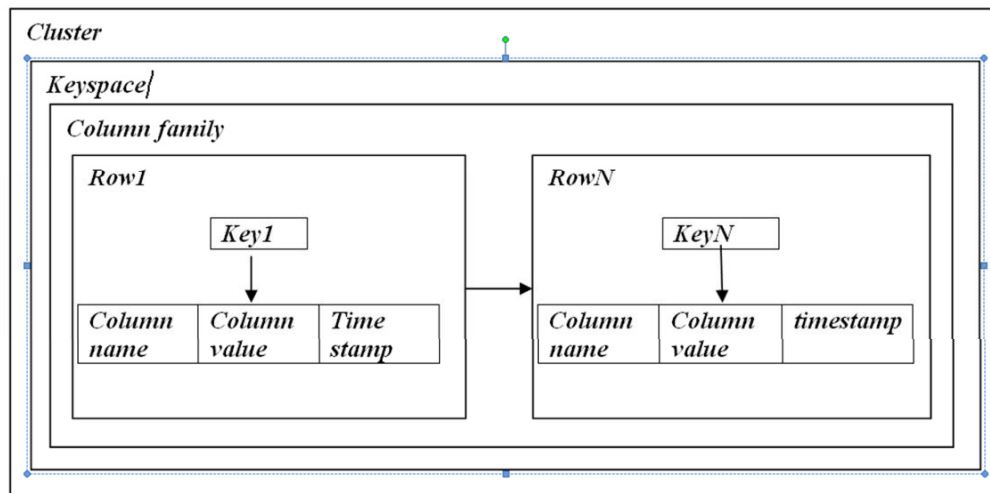 Cluster
Keyspace
Column family
Row1
Key1
Column
name
Column
value
Time
stamp
RowN
KeyN
Column
name
Column
value
timestamp